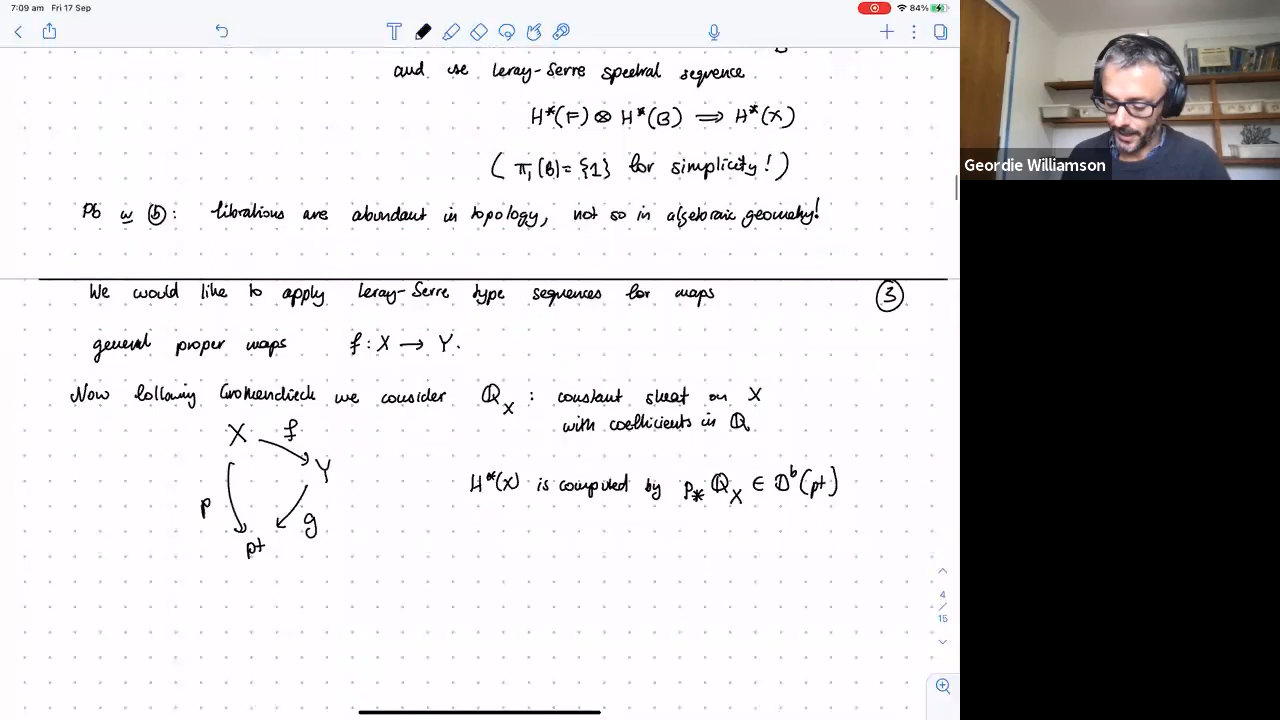 7:09 am Fri 17 Sep
84%
and use Leray-Serre spectral sequence
H*(F) ⊗ H*(B) ⟹ H*(X)
( π₁(B) = {1} for simplicity! )
Pb w ⓑ: fibrations are abundant in topology, not so in algebraic geometry!
We would like to apply Leray-Serre type sequences for maps ③
general proper maps f: X → Y.
Now following Grothendieck we consider ℚ_X : constant sheaf on X
with coefficients in ℚ
X f
Y
p g
pt
H*(X) is computed by p_* ℚ_X ∈ D^b(pt)
4
/
15
Geordie Williamson